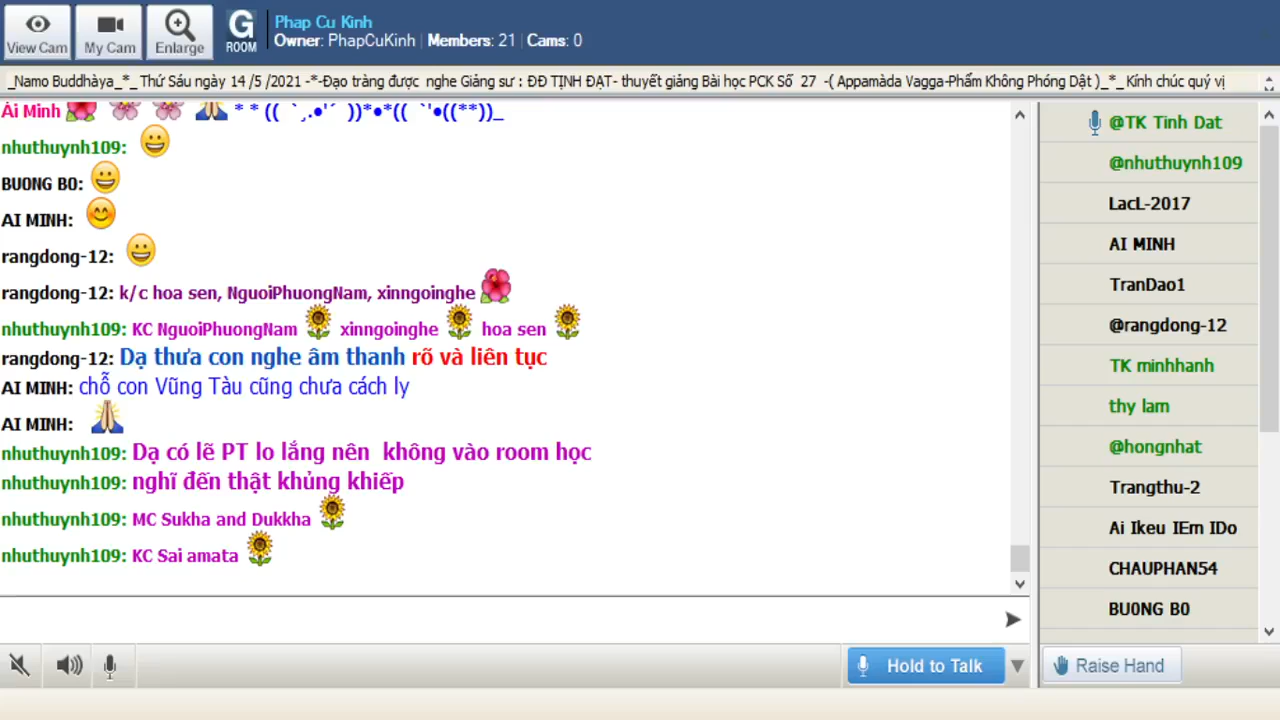 View Cam
My Cam
Enlarge
G
ROOM
Phap Cu Kinh
Owner: PhapCuKinh | Members: 21 | Cams: 0
_Namo Buddhàya_*_ Thứ Sáu ngày 14 /5 /2021 -*-Đạo tràng được nghe Giảng sư : ĐĐ TỊNH ĐẠT- thuyết giảng Bài học PCK Số 27 -( Appamàda Vagga-Phẩm Không Phóng Dật )_*_Kính chúc quý vị
Ái Minh * * (( `¸.•'´ ))*•*(( `'•((**))_
nhuthuynh109:
BUONG BO:
AI MINH:
rangdong-12:
rangdong-12: k/c hoa sen, NguoiPhuongNam, xinngoinghe
nhuthuynh109: KC NguoiPhuongNam xinngoinghe hoa sen
rangdong-12: Dạ thưa con nghe âm thanh rõ và liên tục
AI MINH: chỗ con Vũng Tàu cũng chưa cách ly
AI MINH:
nhuthuynh109: Dạ có lẽ PT lo lắng nên không vào room học
nhuthuynh109: nghĩ đến thật khủng khiếp
nhuthuynh109: MC Sukha and Dukkha
nhuthuynh109: KC Sai amata
@TK Tinh Dat
@nhuthuynh109
LacL-2017
AI MINH
TranDao1
@rangdong-12
TK minhhanh
thy lam
@hongnhat
Trangthu-2
Ai Ikeu IEm IDo
CHAUPHAN54
BU0NG B0
Hold to Talk
Raise Hand